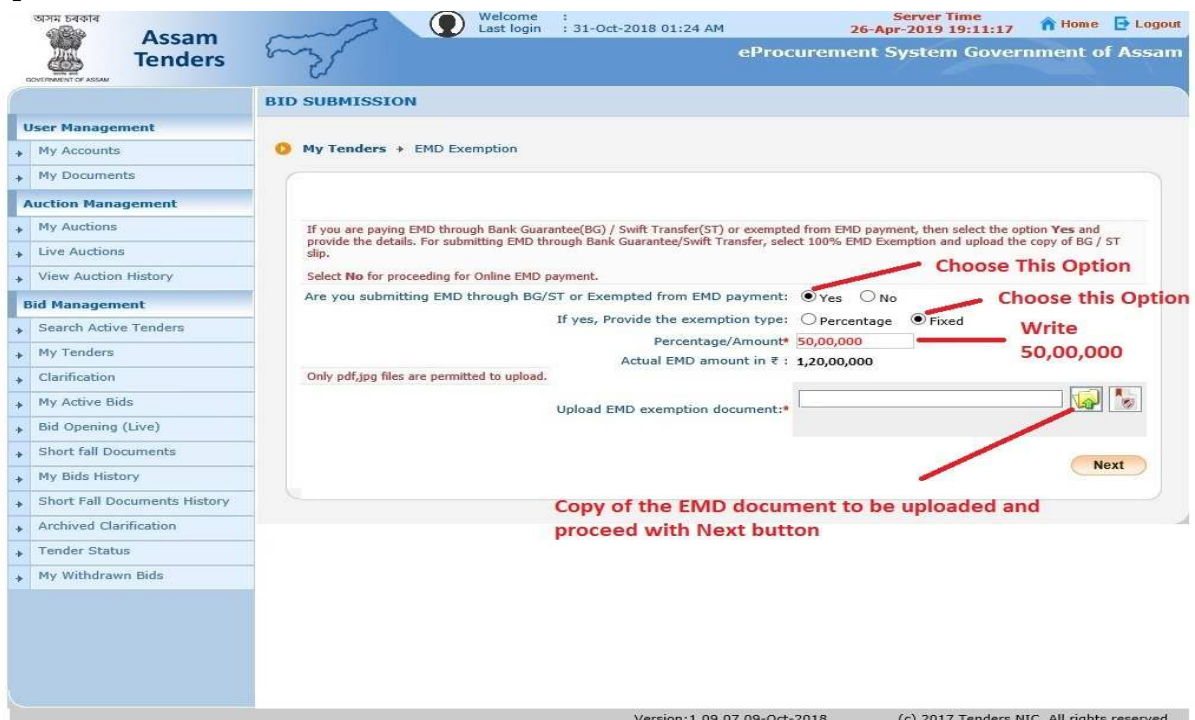 অসম চৰকাৰ
GOVERNMENT OF ASSAM
Assam
Tenders
Welcome :
Last login : 31-Oct-2018 01:24 AM
Server Time
26-Apr-2019 19:11:17
Home
Logout
eProcurement System Government of Assam
BID SUBMISSION
User Management
My Accounts
My Documents
Auction Management
My Auctions
Live Auctions
View Auction History
Bid Management
Search Active Tenders
My Tenders
Clarification
My Active Bids
Bid Opening (Live)
Short fall Documents
My Bids History
Short Fall Documents History
Archived Clarification
Tender Status
My Withdrawn Bids
My Tenders EMD Exemption
If you are paying EMD through Bank Guarantee(BG) / Swift Transfer(ST) or exempted from EMD payment, then select the option Yes and
provide the details. For submitting EMD through Bank Guarantee/Swift Transfer, select 100% EMD Exemption and upload the copy of BG / ST
slip.
Select No for proceeding for Online EMD payment.
Choose This Option
Are you submitting EMD through BG/ST or Exempted from EMD payment: Yes No
Choose this Option
If yes, Provide the exemption type: Percentage Fixed
Percentage/Amount* 50,00,000
Write
50,00,000
Actual EMD amount in ₹ : 1,20,00,000
Only pdf,jpg files are permitted to upload.
Upload EMD exemption document:*
Next
Copy of the EMD document to be uploaded and
proceed with Next button
Version:1.09.07 09-Oct-2018 (c) 2017 Tenders NIC. All rights reserved